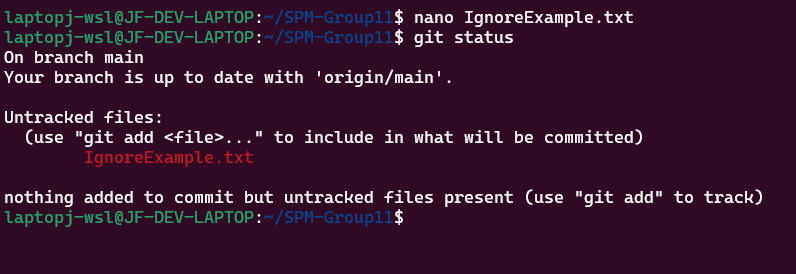 laptopj-wsl@JF-DEV-LAPTOP:~/SPM-Group11$ nano IgnoreExample.txt
laptopj-wsl@JF-DEV-LAPTOP:~/SPM-Group11$ git status
On branch main
Your branch is up to date with 'origin/main'.
Untracked files:
(use "git add <file>..." to include in what will be committed)
IgnoreExample.txt
nothing added to commit but untracked files present (use "git add" to track)
laptopj-wsl@JF-DEV-LAPTOP:~/SPM-Group11$